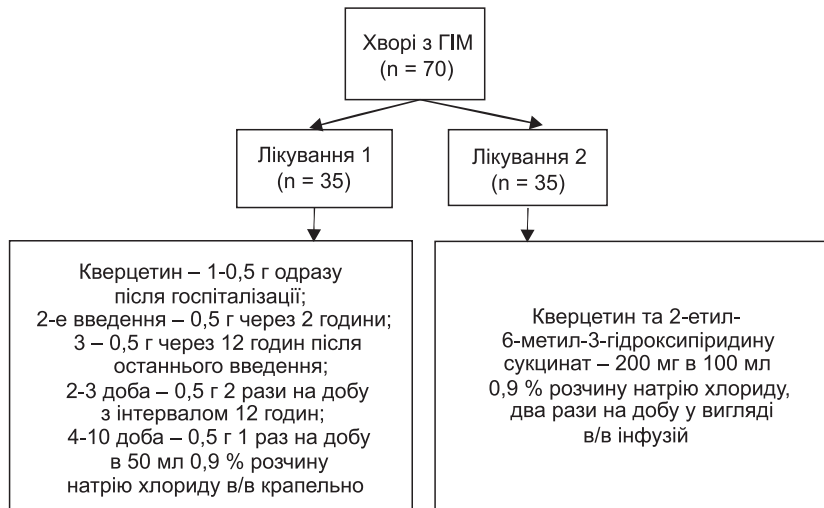 Хворі з ГІМ
(n = 70)
Лікування 1
(n = 35)
Лікування 2
(n = 35)
Кверцетин – 1-0,5 г одразу
після госпіталізації;
2-е введення – 0,5 г через 2 години;
3 – 0,5 г через 12 годин після
останнього введення;
2-3 доба – 0,5 г 2 рази на добу
з інтервалом 12 годин;
4-10 доба – 0,5 г 1 раз на добу
в 50 мл 0,9 % розчину
натрію хлориду в/в крапельно
Кверцетин та 2-етил-
6-метил-3-гідроксипіридину
сукцинат – 200 мг в 100 мл
0,9 % розчину натрію хлориду,
два рази на добу у вигляді
в/в інфузій